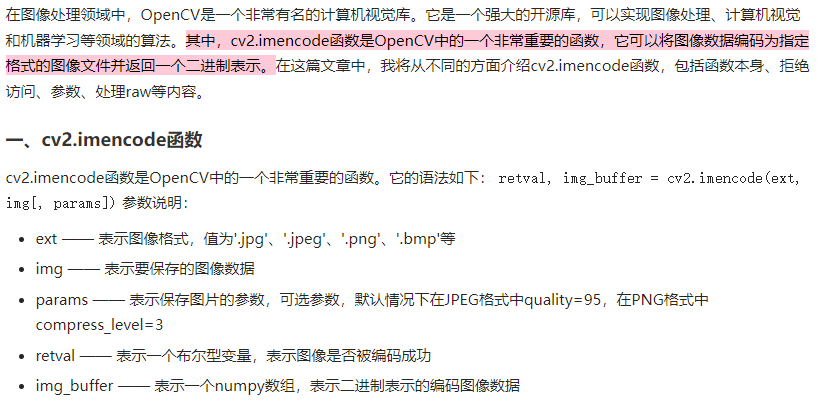 在图像处理领域中，OpenCV是一个非常有名的计算机视觉库。它是一个强大的开源库，可以实现图像处理、计算机视觉
和机器学习等领域的算法。其中，cv2.imencode函数是OpenCV中的一个非常重要的函数，它可以将图像数据编码为指定
格式的图像文件并返回一个二进制表示。在这篇文章中，我将从不同的方面介绍cv2.imencode函数，包括函数本身、拒绝
访问、参数、处理raw等内容。
一、cv2.imencode函数
cv2.imencode函数是OpenCV中的一个非常重要的函数。它的语法如下： retval, img_buffer = cv2.imencode(ext,
img[, params]) 参数说明：
• ext —— 表示图像格式，值为'.jpg'、'.jpeg'、'.png'、'.bmp'等
• img —— 表示要保存的图像数据
• params —— 表示保存图片的参数，可选参数，默认情况下在JPEG格式中quality=95，在PNG格式中
compress_level=3
• retval —— 表示一个布尔型变量，表示图像是否被编码成功
• img_buffer —— 表示一个numpy数组，表示二进制表示的编码图像数据